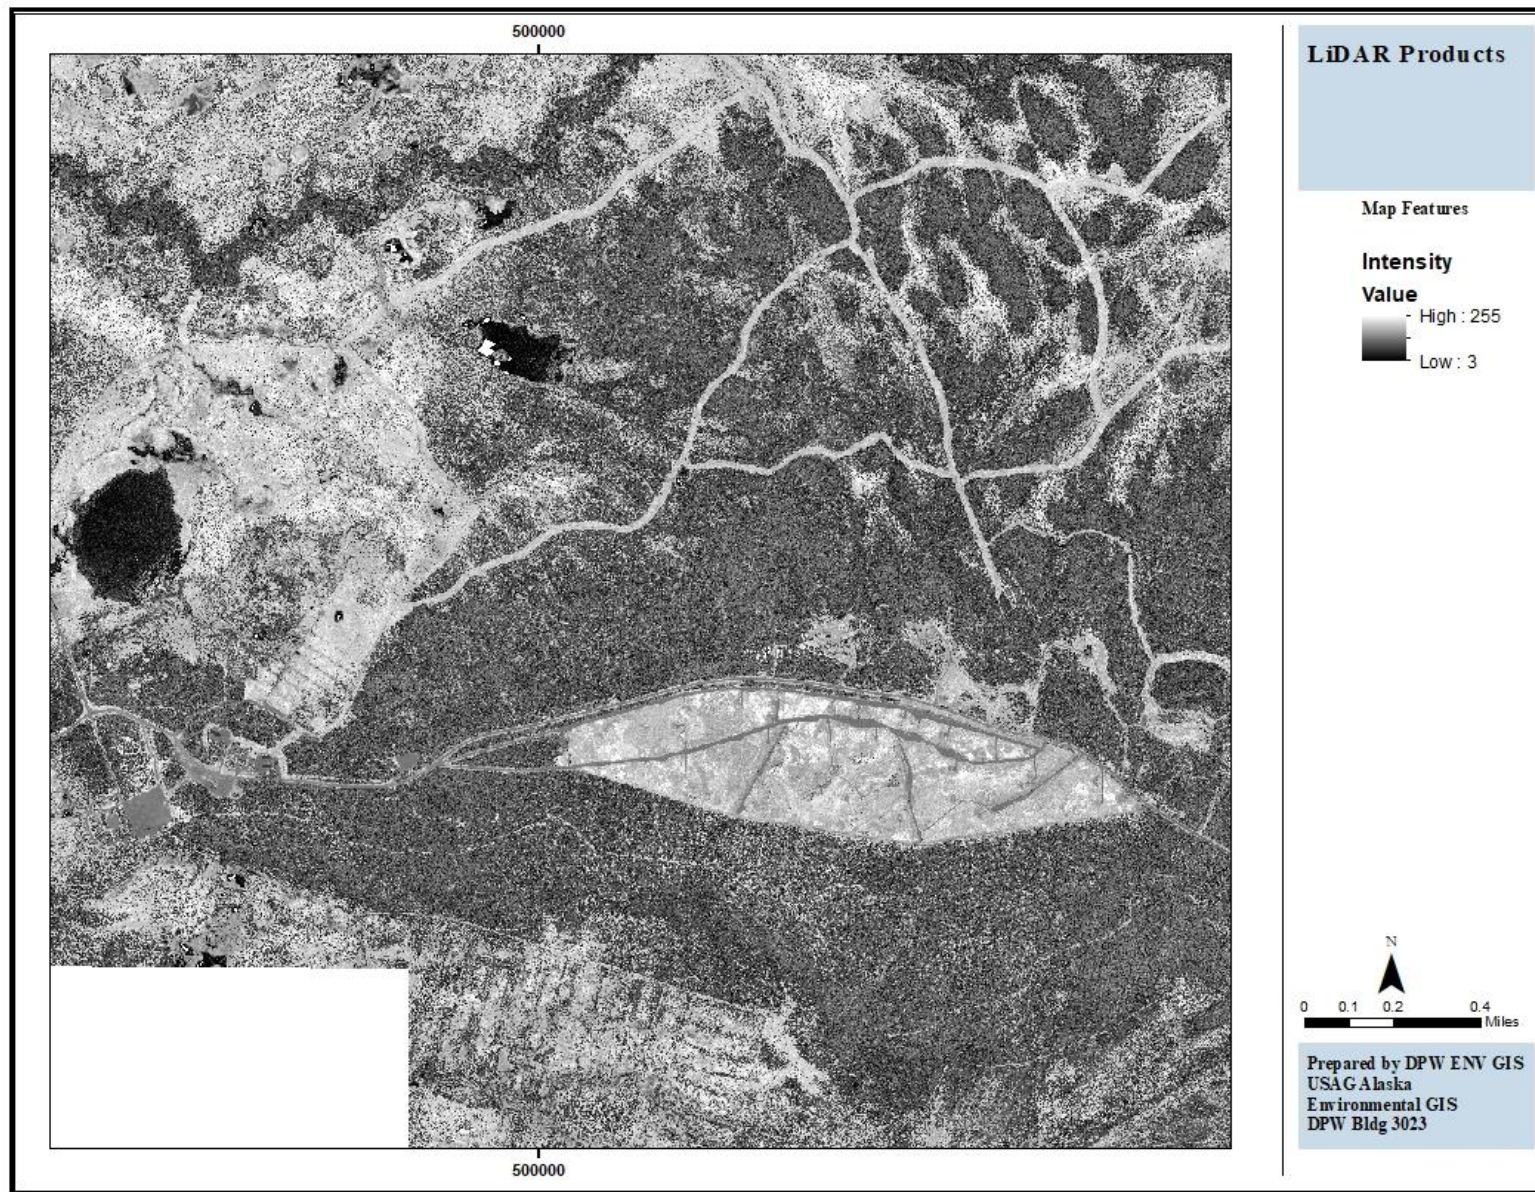 500000
LiDAR Products
Map Features
Intensity
Value
High : 255
Low : 3
N
0 0.1 0.2 0.4
Miles
Prepared by DPW ENV GIS
USAG Alaska
Environmental GIS
DPW Bldg 3023
500000